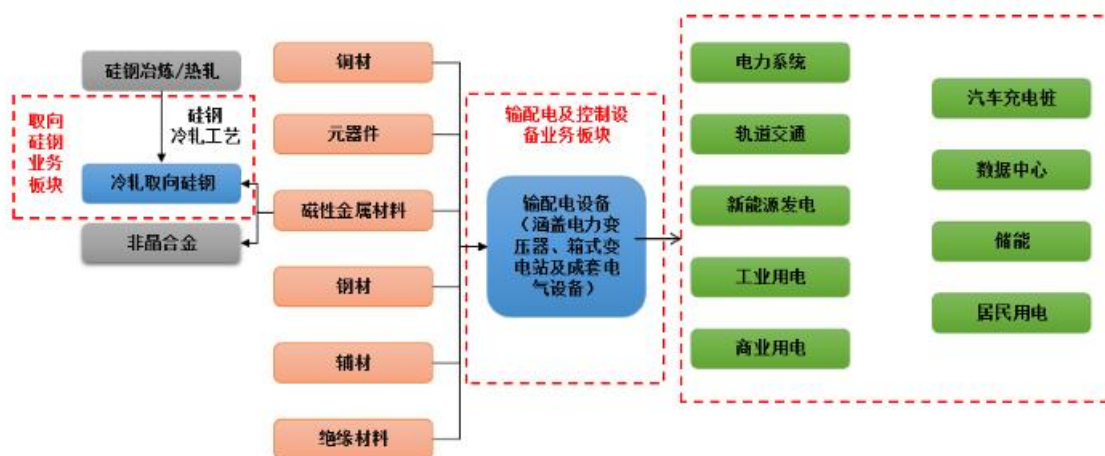 硅钢冶炼/热轧
取向
硅钢
业务
板块
硅钢
冷轧工艺
冷轧取向硅钢
非晶合金
铜材
元器件
磁性金属材料
钢材
辅材
绝缘材料
输配电及控制设
备业务板块
输配电设备
（涵盖电力变
压器、箱式变
电站及成套电
气设备）
电力系统
轨道交通
新能源发电
工业用电
商业用电
汽车充电桩
数据中心
储能
居民用电